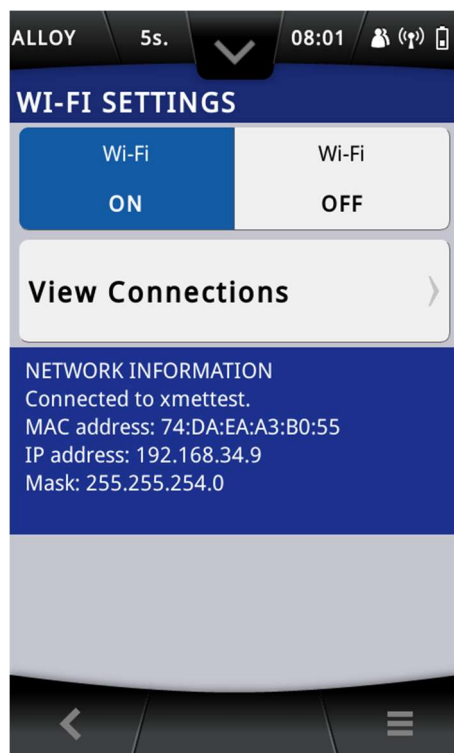 ALLOY 5s. 08:01
WI-FI SETTINGS
Wi-Fi Wi-Fi
ON OFF
View Connections
NETWORK INFORMATION
Connected to xmettest.
MAC address: 74:DA:EA:A3:B0:55
IP address: 192.168.34.9
Mask: 255.255.254.0